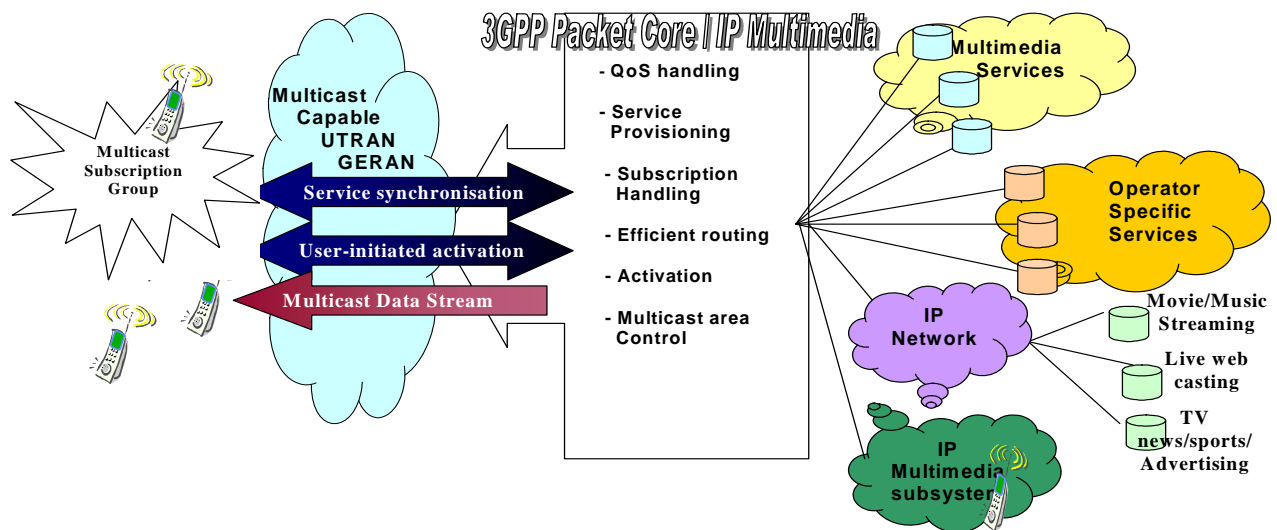 3GPP Packet Core / IP Multimedia
Multicast
Subscription
Group
Multicast
Capable
UTRAN
GERAN
Service synchronisation
User-initiated activation
Multicast Data Stream
- QoS handling
- Service
Provisioning
- Subscription
Handling
- Efficient routing
- Activation
- Multicast area
Control
Multimedia
Services
Operator
Specific
Services
IP
Network
Movie/Music
Streaming
Live web
casting
TV
news/sports/
Advertising
IP
Multimedia
subsystem